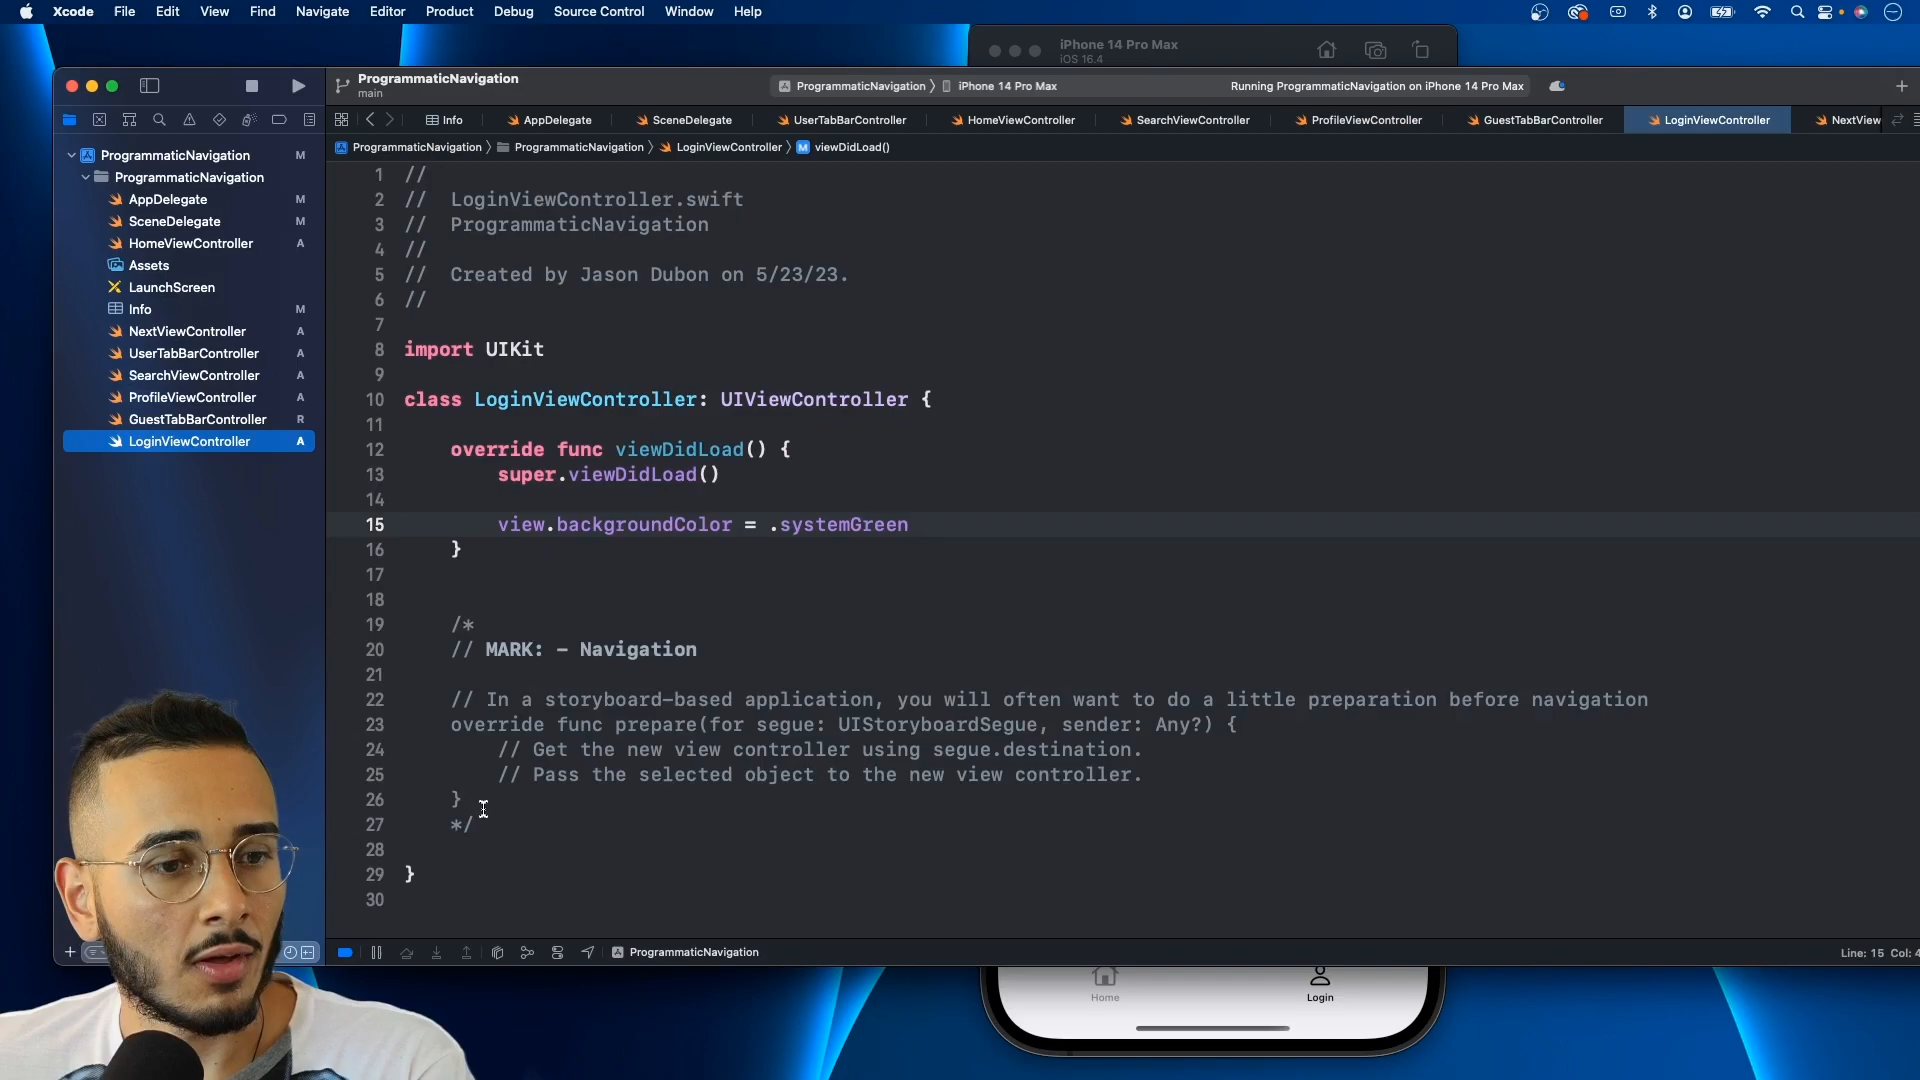 Xcode File Edit View Find Navigate Editor Product Debug Source Control Window Help
iPhone 14 Pro Max
iOS 16.4
ProgrammaticNavigation
main
ProgrammaticNavigation
iPhone 14 Pro Max
Running ProgrammaticNavigation on iPhone 14 Pro Max
Info AppDelegate SceneDelegate UserTabBarController HomeViewController SearchViewController ProfileViewController GuestTabBarController LoginViewController NextView
ProgrammaticNavigation ProgrammaticNavigation LoginViewController M viewDidLoad()
ProgrammaticNavigation M
ProgrammaticNavigation
AppDelegate M
SceneDelegate M
HomeViewController A
Assets
LaunchScreen
Info M
NextViewController A
UserTabBarController A
SearchViewController A
ProfileViewController A
GuestTabBarController R
LoginViewController A
1 //
2 // LoginViewController.swift
3 // ProgrammaticNavigation
4 //
5 // Created by Jason Dubon on 5/23/23.
6 //
7
8 import UIKit
9
10 class LoginViewController: UIViewController {
11
12 override func viewDidLoad() {
13 super.viewDidLoad()
14
15 view.backgroundColor = .systemGreen
16 }
17
18
19 /*
20 // MARK: - Navigation
21
22 // In a storyboard-based application, you will often want to do a little preparation before navigation
23 override func prepare(for segue: UIStoryboardSegue, sender: Any?) {
24 // Get the new view controller using segue.destination.
25 // Pass the selected object to the new view controller.
26 }
27 */
28
29 }
30
ProgrammaticNavigation
Line: 15 Col: 4
Home
Login